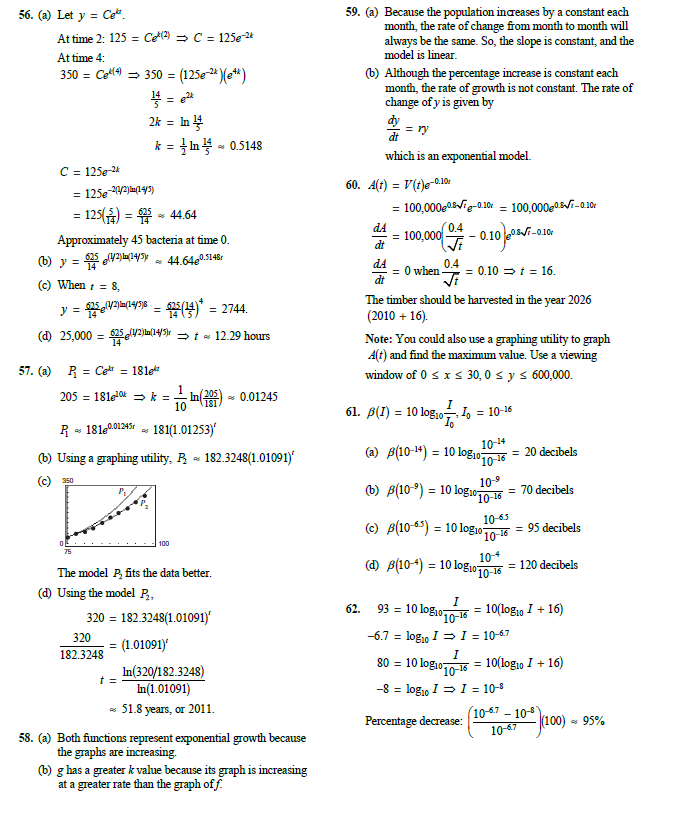 56. (a) Let y = Ce^{kt}.
At time 2: 125 = Ce^{k(2)} ⇒ C = 125e^{-2k}
At time 4:
350 = Ce^{k(4)} ⇒ 350 = (125e^{-2k})(e^{4k})
14/5 = e^{2k}
2k = ln 14/5
k = 1/2 ln 14/5 ≈ 0.5148
C = 125e^{-2k}
= 125e^{-2(1/2)ln(14/5)}
= 125(5/14) = 625/14 ≈ 44.64
Approximately 45 bacteria at time 0.
(b) y = 625/14 e^{(1/2)ln(14/5)t} ≈ 44.64e^{0.5148t}
(c) When t = 8,
y = 625/14 e^{(1/2)ln(14/5)8} = 625/14 (14/5)^4 = 2744.
(d) 25,000 = 625/14 e^{(1/2)ln(14/5)t} ⇒ t ≈ 12.29 hours
57. (a) P₁ = Ce^{kt} = 181e^{kt}
205 = 181e^{10k} ⇒ k = 1/10 ln(205/181) ≈ 0.01245
P₁ ≈ 181e^{0.01245t} ≈ 181(1.01253)^t
(b) Using a graphing utility, P₂ ≈ 182.3248(1.01091)^t
(c) 350
P₁
P₂
0
100
75
The model P₂ fits the data better.
(d) Using the model P₂,
320 = 182.3248(1.01091)^t
320/182.3248 = (1.01091)^t
t = ln(320/182.3248)/ln(1.01091)
≈ 51.8 years, or 2011.
58. (a) Both functions represent exponential growth because
the graphs are increasing.
(b) g has a greater k value because its graph is increasing
at a greater rate than the graph of f.
59. (a) Because the population increases by a constant each
month, the rate of change from month to month will
always be the same. So, the slope is constant, and the
model is linear.
(b) Although the percentage increase is constant each
month, the rate of growth is not constant. The rate of
change of y is given by
dy/dt = ry
which is an exponential model.
60. A(t) = V(t)e^{-0.10t}
= 100,000e^{0.8√t}e^{-0.10t} = 100,000e^{0.8√t-0.10t}
dA/dt = 100,000(0.4/√t - 0.10)e^{0.8√t-0.10t}
dA/dt = 0 when 0.4/√t = 0.10 ⇒ t = 16.
The timber should be harvested in the year 2026
(2010 + 16).
Note: You could also use a graphing utility to graph
A(t) and find the maximum value. Use a viewing
window of 0 ≤ x ≤ 30, 0 ≤ y ≤ 600,000.
61. β(I) = 10 log₁₀ I/I₀, I₀ = 10^{-16}
(a) β(10^{-14}) = 10 log₁₀ 10^{-14}/10^{-16} = 20 decibels
(b) β(10^{-9}) = 10 log₁₀ 10^{-9}/10^{-16} = 70 decibels
(c) β(10^{-6.5}) = 10 log₁₀ 10^{-6.5}/10^{-16} = 95 decibels
(d) β(10^{-4}) = 10 log₁₀ 10^{-4}/10^{-16} = 120 decibels
62. 93 = 10 log₁₀ I/10^{-16} = 10(log₁₀ I + 16)
-6.7 = log₁₀ I ⇒ I = 10^{-6.7}
80 = 10 log₁₀ I/10^{-16} = 10(log₁₀ I + 16)
-8 = log₁₀ I ⇒ I = 10^{-8}
Percentage decrease: ((10^{-6.7} - 10^{-8})/10^{-6.7})(100) ≈ 95%